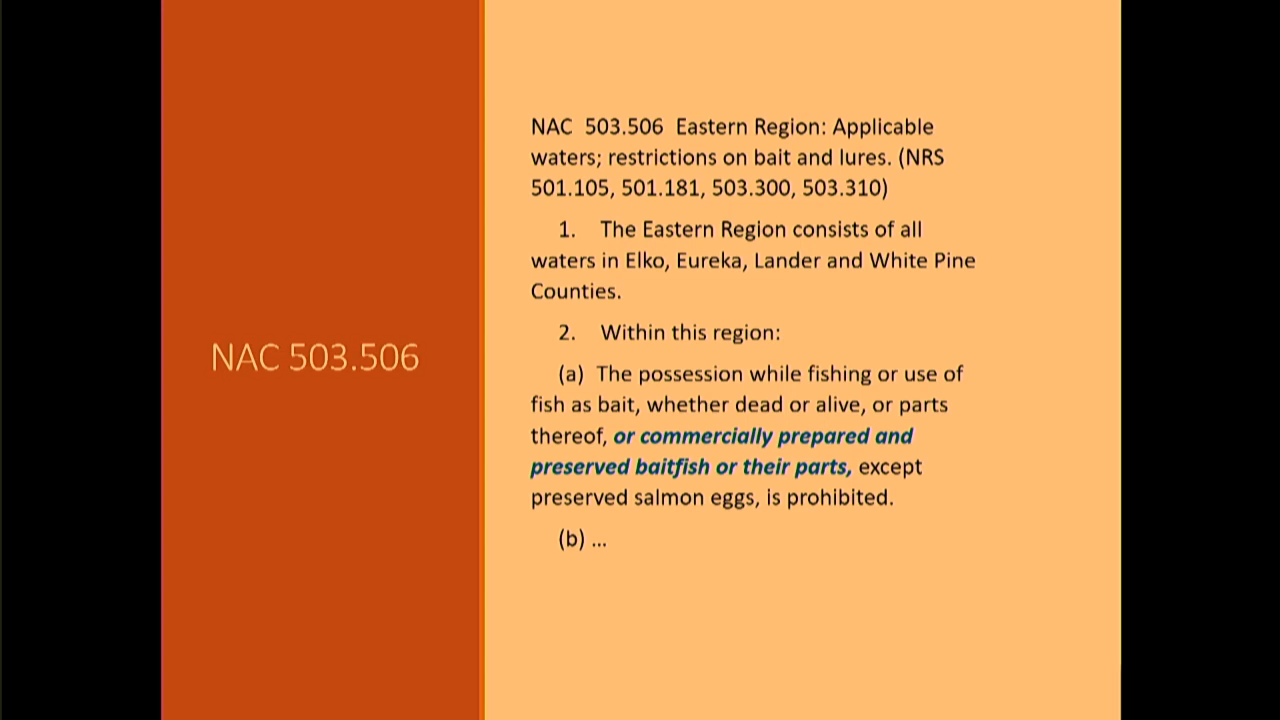 NAC 503.506
NAC 503.506 Eastern Region: Applicable
waters; restrictions on bait and lures. (NRS
501.105, 501.181, 503.300, 503.310)
1. The Eastern Region consists of all
waters in Elko, Eureka, Lander and White Pine
Counties.
2. Within this region:
(a) The possession while fishing or use of
fish as bait, whether dead or alive, or parts
thereof, or commercially prepared and
preserved baitfish or their parts, except
preserved salmon eggs, is prohibited.
(b) ...